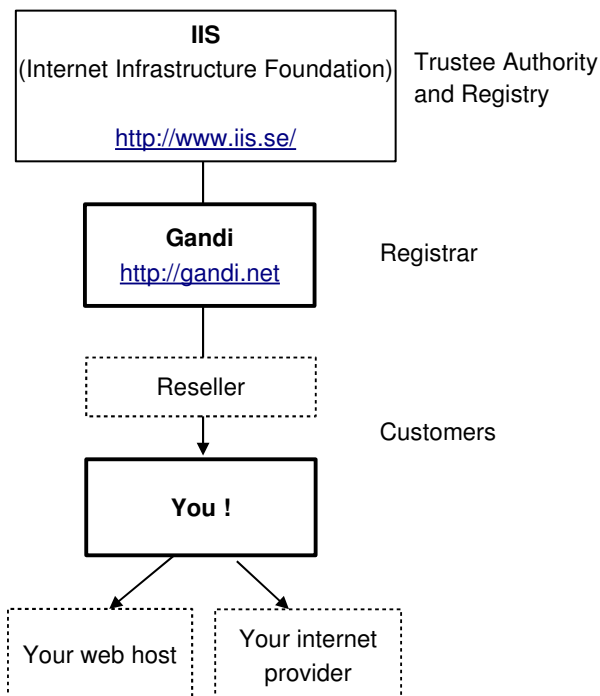 IIS
(Internet Infrastructure Foundation)
http://www.iis.se/
Trustee Authority
and Registry
Gandi
http://gandi.net
Registrar
Reseller
Customers
You !
Your web host
Your internet
provider